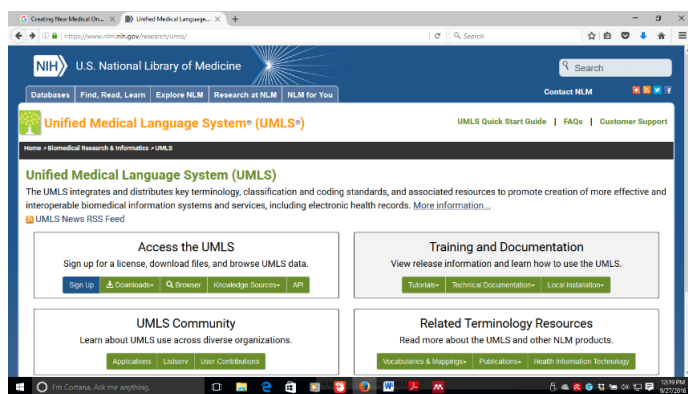 Creating New Medical On...
Unified Medical Language...
https://www.nlm.nih.gov/research/umls/
Search
NIH U.S. National Library of Medicine
Search
Databases Find, Read, Learn Explore NLM Research at NLM NLM for You
Contact NLM
Unified Medical Language System® (UMLS®)
UMLS Quick Start Guide | FAQs | Customer Support
Home > Biomedical Research & Informatics > UMLS
Unified Medical Language System (UMLS)
The UMLS integrates and distributes key terminology, classification and coding standards, and associated resources to promote creation of more effective and
interoperable biomedical information systems and services, including electronic health records. More information...
UMLS News RSS Feed
Access the UMLS
Sign up for a license, download files, and browse UMLS data.
Sign Up Downloads Browser Knowledge Sources API
Training and Documentation
View release information and learn how to use the UMLS.
Tutorials Technical Documentation Local Installation
UMLS Community
Learn about UMLS use across diverse organizations.
Applications Listserv User Contributions
Related Terminology Resources
Read more about the UMLS and other NLM products.
Vocabularies & Mappings Publications Health Information Technology
I'm Cortana. Ask me anything.
12:19 PM
9/27/2016